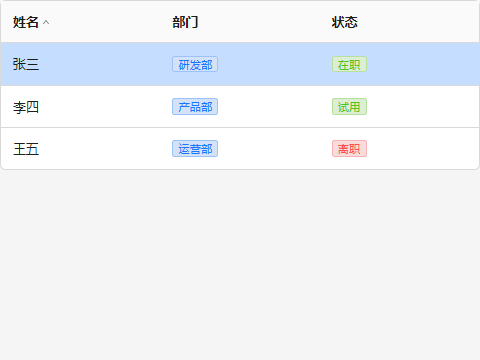 姓名 部门 状态
张三 研发部 在职
李四 产品部 试用
王五 运营部 离职